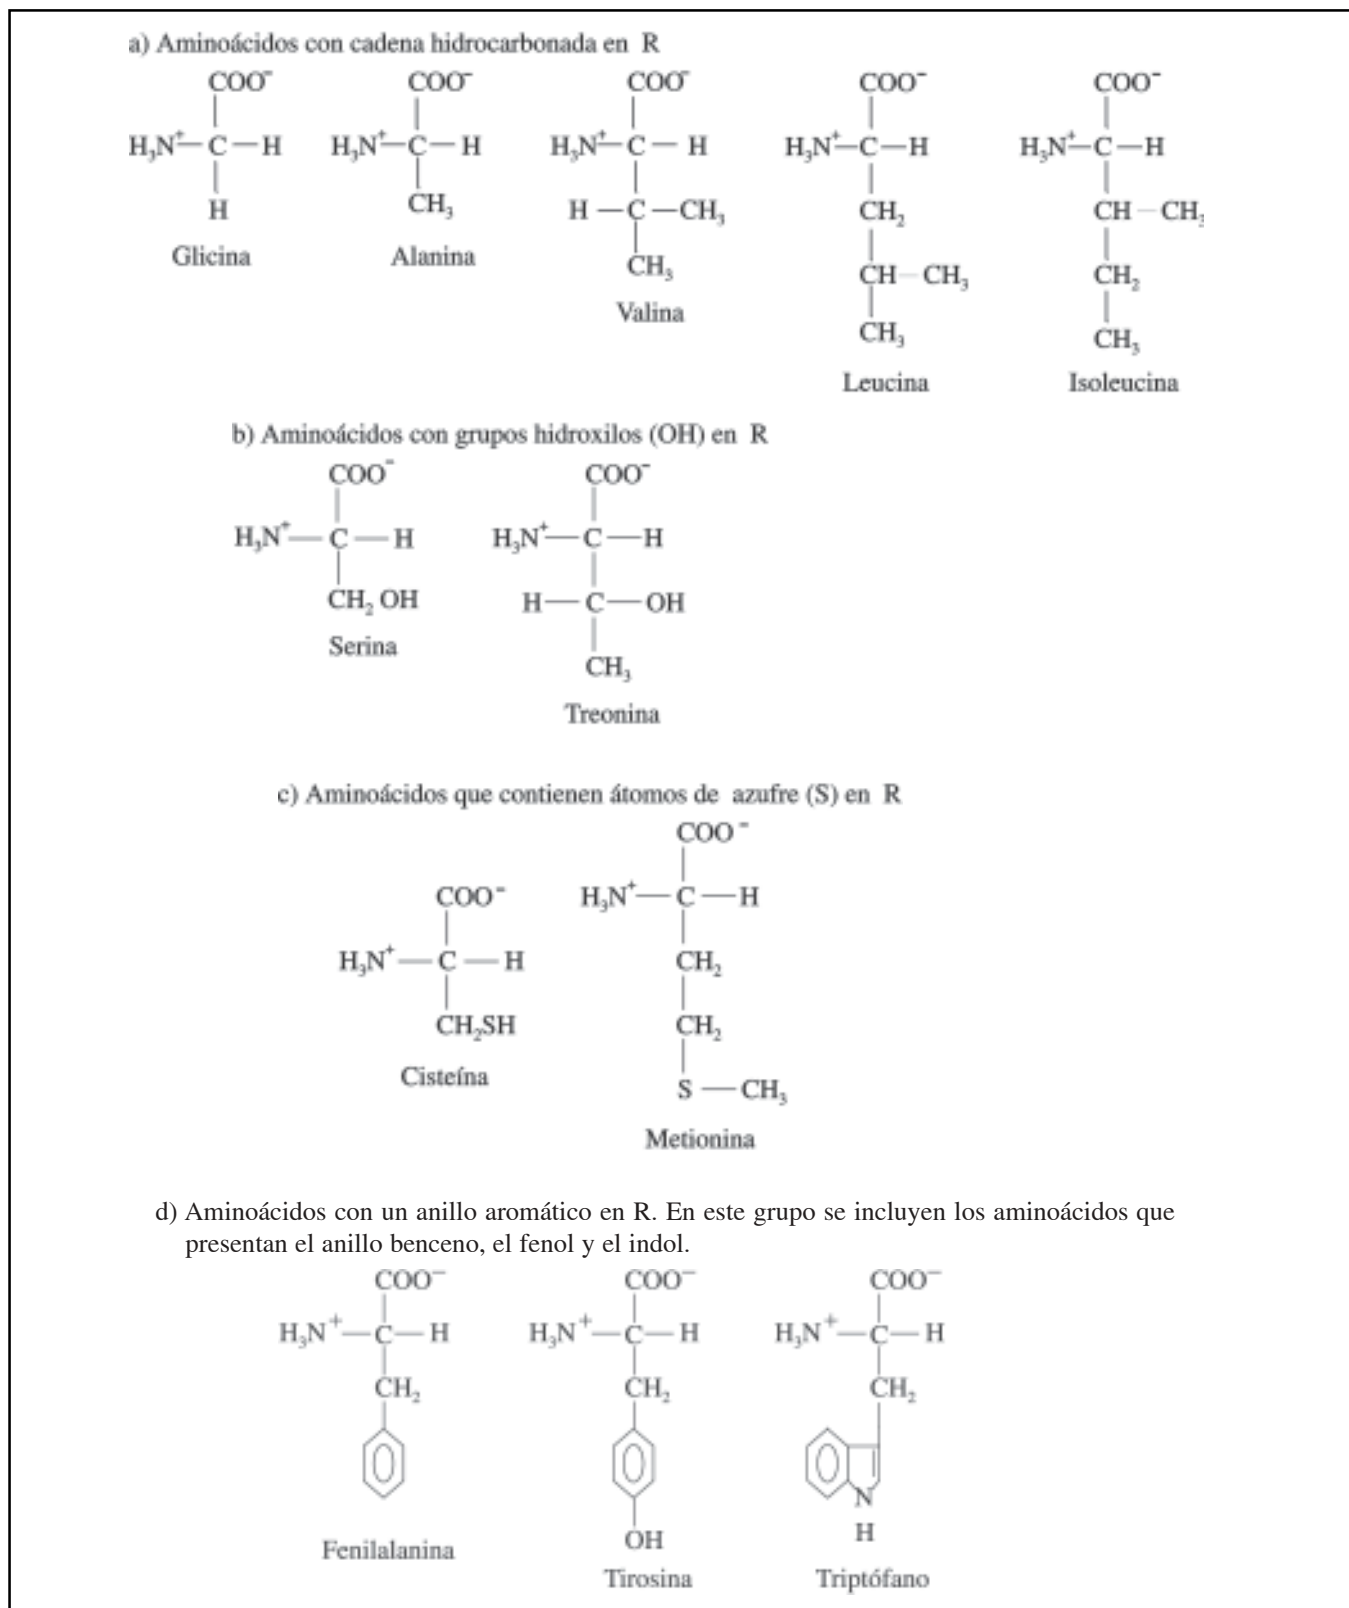 a) Aminoácidos con cadena hidrocarbonada en R
COO⁻ COO⁻ COO⁻ COO⁻ COO⁻
H₃N⁺—C—H H₃N⁺—C—H H₃N⁺—C—H H₃N⁺—C—H H₃N⁺—C—H
H CH₃ H—C—CH₃ CH₂ CH—CH₃
Glicina Alanina CH₃ CH—CH₃ CH₂
Valina CH₃ CH₃
Leucina Isoleucina
b) Aminoácidos con grupos hidroxilos (OH) en R
COO⁻ COO⁻
H₃N⁺—C—H H₃N⁺—C—H
CH₂ OH H—C—OH
Serina CH₃
Treonina
c) Aminoácidos que contienen átomos de azufre (S) en R
COO⁻
COO⁻ H₃N⁺—C—H
H₃N⁺—C—H CH₂
CH₂SH CH₂
Cisteína S—CH₃
Metionina
d) Aminoácidos con un anillo aromático en R. En este grupo se incluyen los aminoácidos que
presentan el anillo benceno, el fenol y el indol.
COO⁻ COO⁻ COO⁻
H₃N⁺—C—H H₃N⁺—C—H H₃N⁺—C—H
CH₂ CH₂ CH₂
N
OH H
Fenilalanina
Tirosina Triptófano